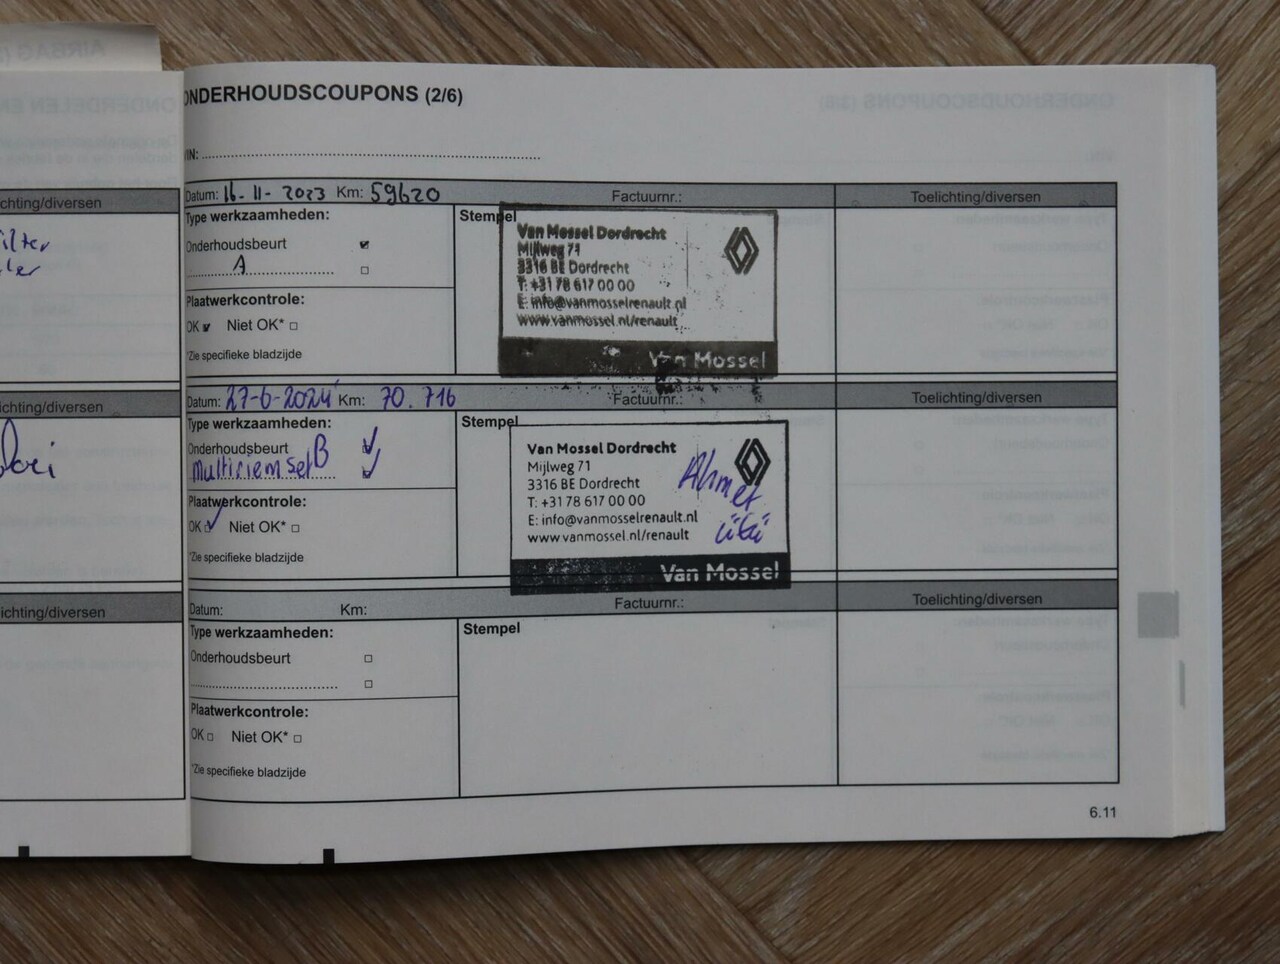 ONDERHOUDSCOUPONS (2/6)
VIN:
chting/diversen
Datum: 16-11-2023 Km: 59620 Factuurnr.: Toelichting/diversen
Type werkzaamheden:
Onderhoudsbeurt
A
Plaatwerkcontrole:
OK Niet OK*
*Zie specifieke bladzijde
Stempel
Van Mossel Dordrecht
Mijlweg 71
3316 BE Dordrecht
T: +31 78 617 00 00
E: info@vanmosselrenault.nl
www.vanmossel.nl/renault
Van Mossel
ichting/diversen
Datum: 27-6-2024 Km: 70.716 Factuurnr.: Toelichting/diversen
Type werkzaamheden:
Onderhoudsbeurt B
multiriem set
Plaatwerkcontrole:
OK Niet OK*
*Zie specifieke bladzijde
Stempel
Van Mossel Dordrecht
Mijlweg 71
3316 BE Dordrecht
T: +31 78 617 00 00
E: info@vanmosselrenault.nl
www.vanmossel.nl/renault
Ahmet
Van Mossel
ichting/diversen
Datum: Km: Factuurnr.: Toelichting/diversen
Type werkzaamheden:
Onderhoudsbeurt
Plaatwerkcontrole:
OK Niet OK*
*Zie specifieke bladzijde
Stempel
6.11